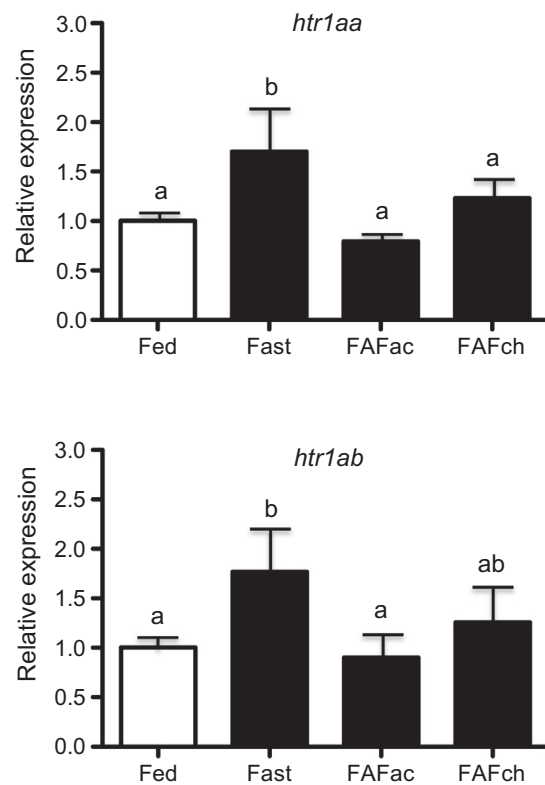 htr1aa
Relative expression
3.0
2.5
2.0
1.5
1.0
0.5
0.0
a
b
a
a
Fed Fast FAFac FAFch
htr1ab
Relative expression
3.0
2.5
2.0
1.5
1.0
0.5
0.0
a
b
a
ab
Fed Fast FAFac FAFch